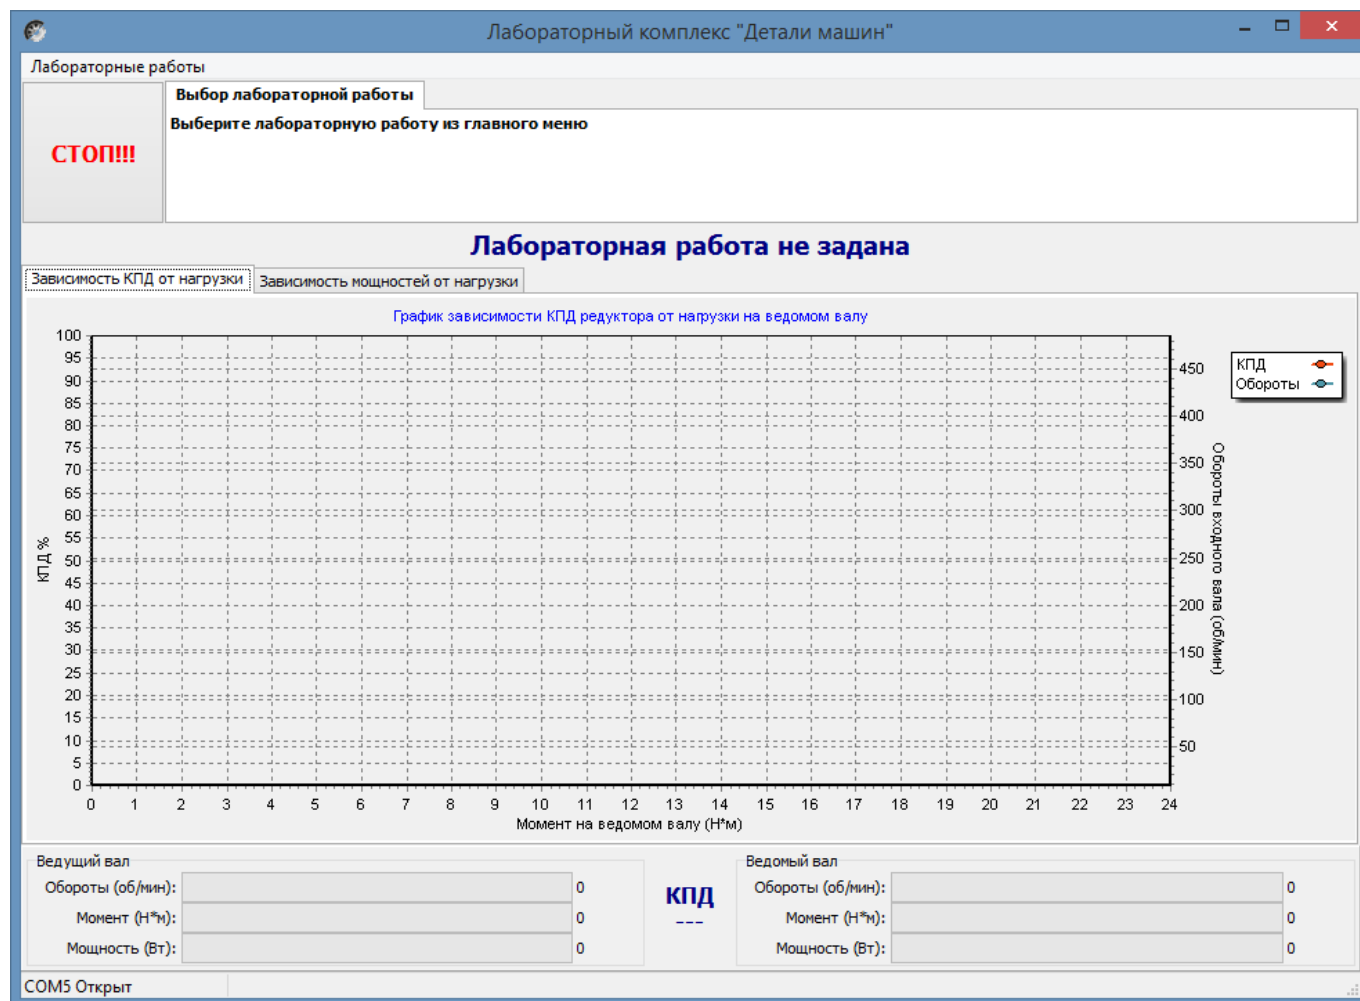 Лабораторный комплекс "Детали машин"
Лабораторные работы
СТОП!!!
Выбор лабораторной работы
Выберите лабораторную работу из главного меню
Лабораторная работа не задана
Зависимость КПД от нагрузки
Зависимость мощностей от нагрузки
График зависимости КПД редуктора от нагрузки на ведомом валу
КПД %
100
95
90
85
80
75
70
65
60
55
50
45
40
35
30
25
20
15
10
5
0
0 1 2 3 4 5 6 7 8 9 10 11 12 13 14 15 16 17 18 19 20 21 22 23 24
Момент на ведомом валу (Н*м)
450
400
350
300
250
200
150
100
50
Обороты входного вала (об/мин)
КПД
Обороты
Ведущий вал
Обороты (об/мин): 0
Момент (Н*м): 0
Мощность (Вт): 0
КПД
---
Ведомый вал
Обороты (об/мин): 0
Момент (Н*м): 0
Мощность (Вт): 0
COM5 Открыт